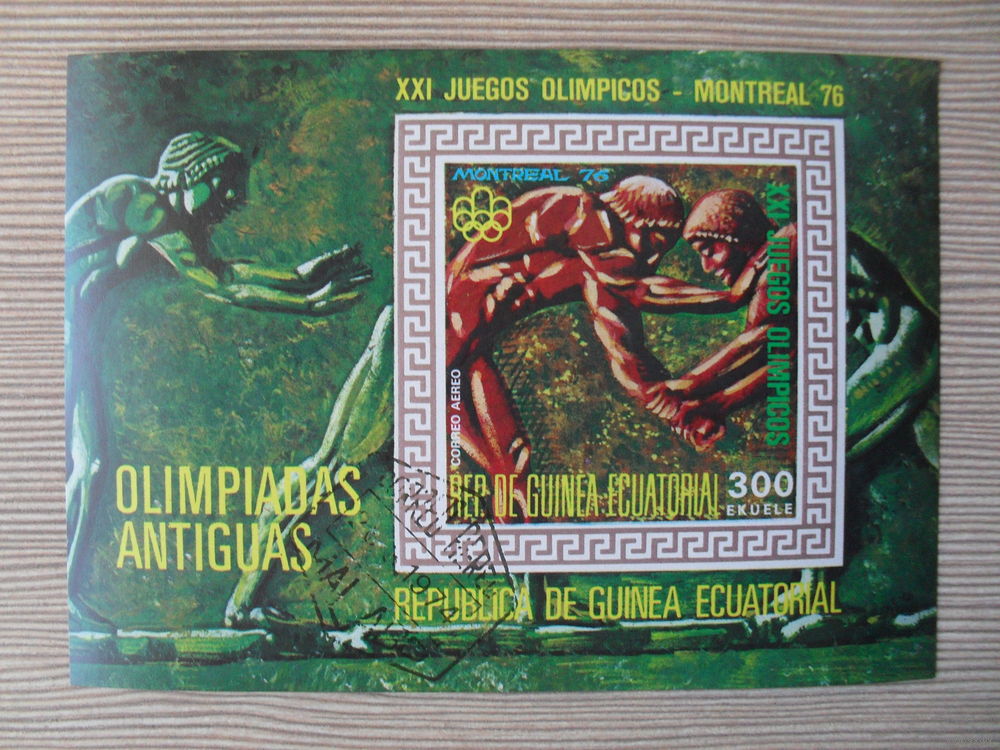 XXI JUEGOS OLIMPICOS - MONTREAL 76
MONTREAL 76
XXI JUEGOS OLIMPICOS
CORREO AEREO
REP. DE GUINEA ECUATORIAL
300
EKUELE
OLIMPIADAS
ANTIGUAS
REPUBLICA DE GUINEA ECUATORIAL